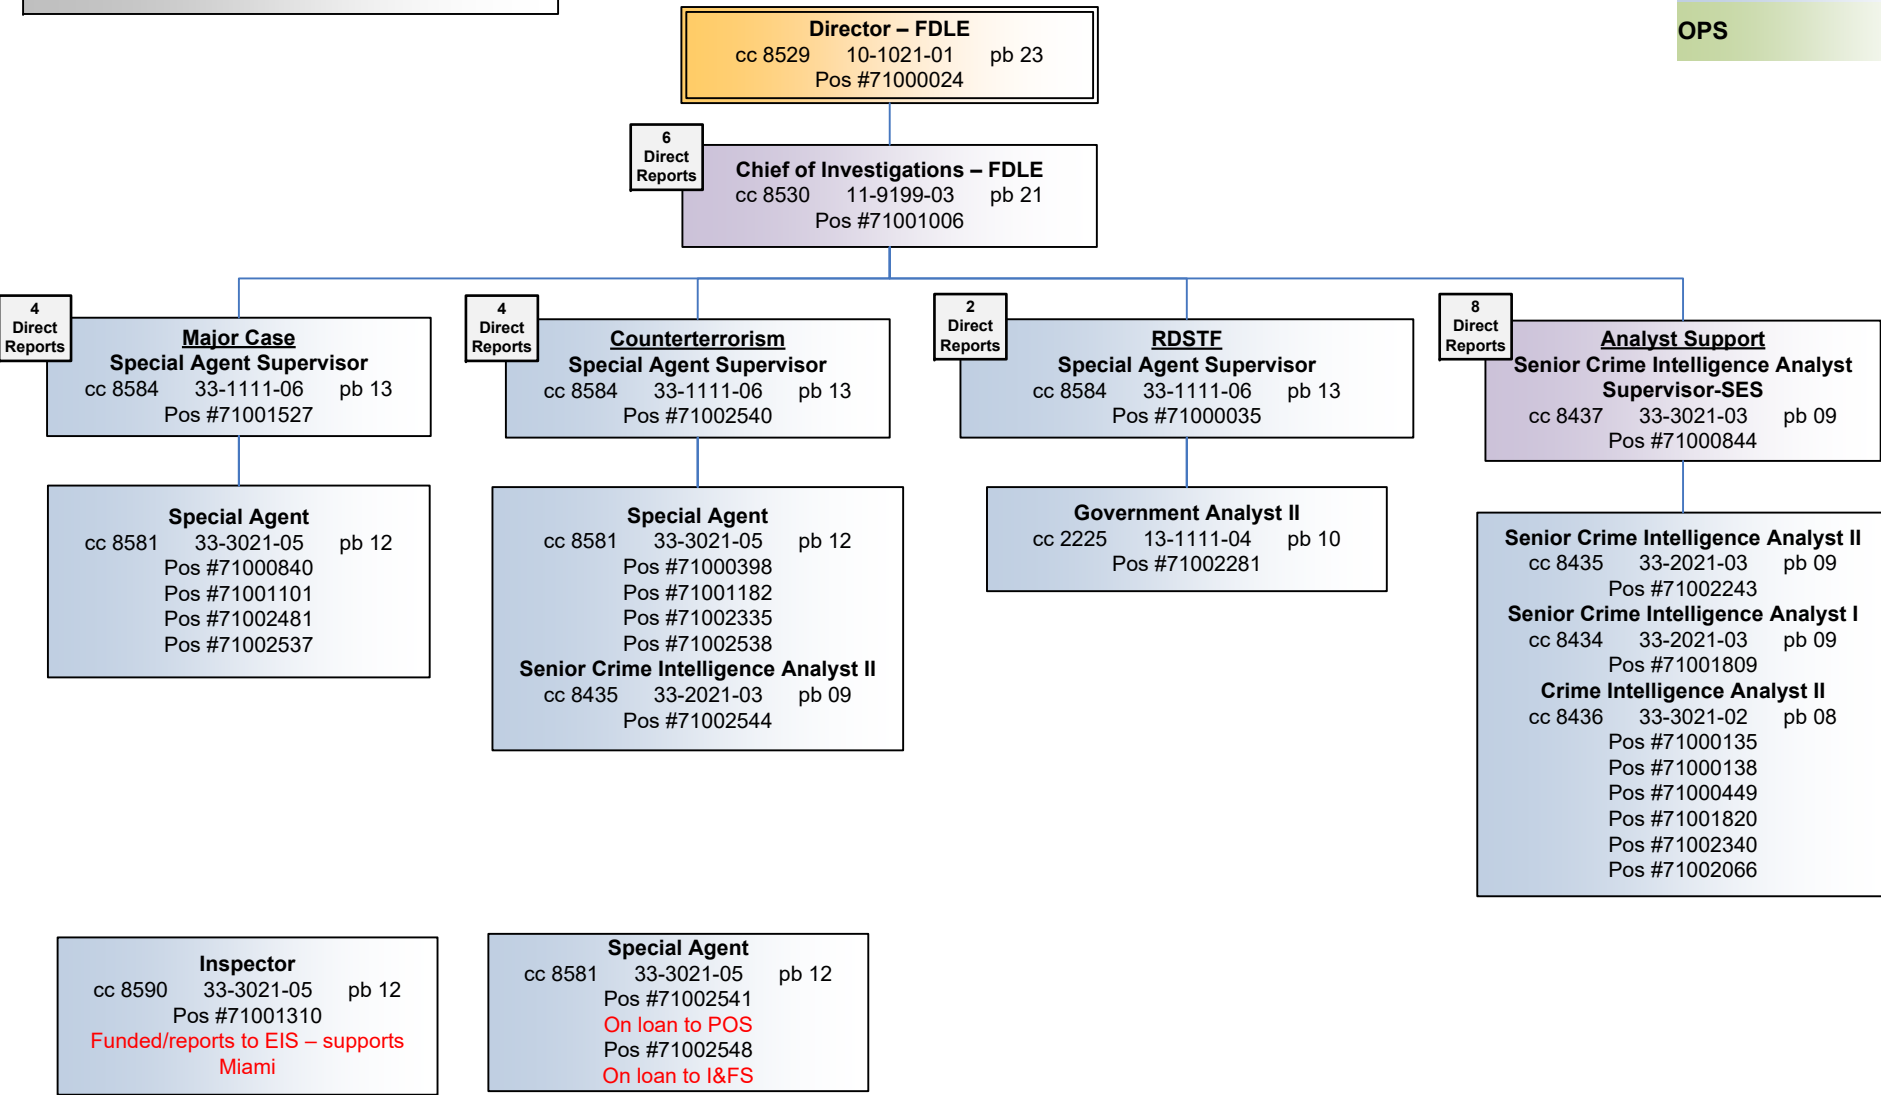 Director – FDLE
cc 8529 10-1021-01 pb 23
Pos #71000024
OPS
6
Direct
Reports
Chief of Investigations – FDLE
cc 8530 11-9199-03 pb 21
Pos #71001006
4
Direct
Reports
Major Case
Special Agent Supervisor
cc 8584 33-1111-06 pb 13
Pos #71001527
4
Direct
Reports
Counterterrorism
Special Agent Supervisor
cc 8584 33-1111-06 pb 13
Pos #71002540
2
Direct
Reports
RDSTF
Special Agent Supervisor
cc 8584 33-1111-06 pb 13
Pos #71000035
8
Direct
Reports
Analyst Support
Senior Crime Intelligence Analyst
Supervisor-SES
cc 8437 33-3021-03 pb 09
Pos #71000844
Special Agent
cc 8581 33-3021-05 pb 12
Pos #71000840
Pos #71001101
Pos #71002481
Pos #71002537
Special Agent
cc 8581 33-3021-05 pb 12
Pos #71000398
Pos #71001182
Pos #71002335
Pos #71002538
Senior Crime Intelligence Analyst II
cc 8435 33-2021-03 pb 09
Pos #71002544
Government Analyst II
cc 2225 13-1111-04 pb 10
Pos #71002281
Senior Crime Intelligence Analyst II
cc 8435 33-2021-03 pb 09
Pos #71002243
Senior Crime Intelligence Analyst I
cc 8434 33-2021-03 pb 09
Pos #71001809
Crime Intelligence Analyst II
cc 8436 33-3021-02 pb 08
Pos #71000135
Pos #71000138
Pos #71000449
Pos #71001820
Pos #71002340
Pos #71002066
Inspector
cc 8590 33-3021-05 pb 12
Pos #71001310
Funded/reports to EIS – supports
Miami
Special Agent
cc 8581 33-3021-05 pb 12
Pos #71002541
On loan to POS
Pos #71002548
On loan to I&FS